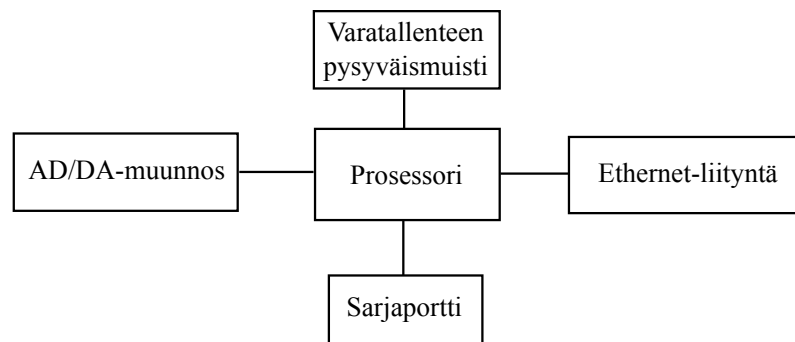 Varatallenteen
pysyväismuisti
AD/DA-muunnos
Prosessori
Ethernet-liityntä
Sarjaportti